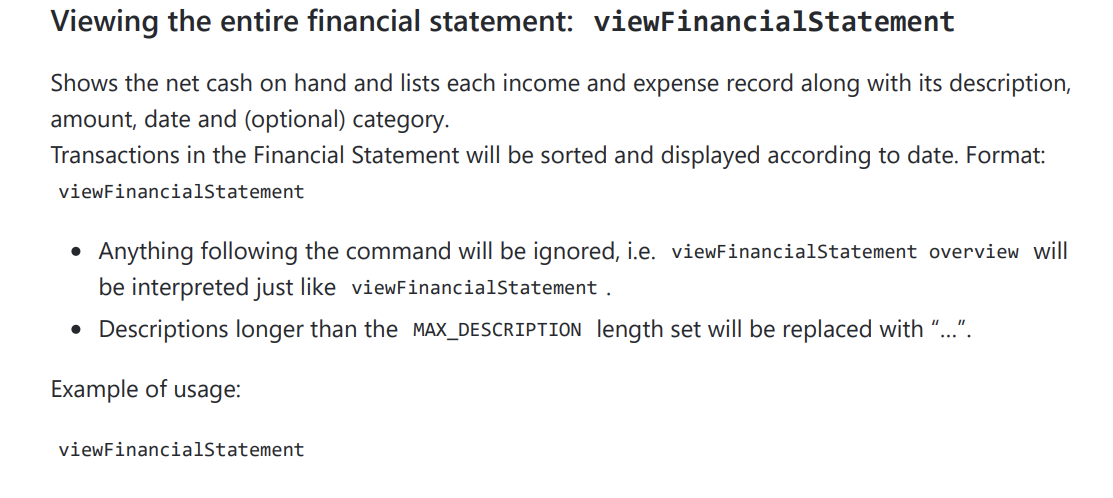 Viewing the entire financial statement: viewFinancialStatement
Shows the net cash on hand and lists each income and expense record along with its description,
amount, date and (optional) category.
Transactions in the Financial Statement will be sorted and displayed according to date. Format:
viewFinancialStatement
• Anything following the command will be ignored, i.e. viewFinancialStatement overview will
be interpreted just like viewFinancialStatement .
• Descriptions longer than the MAX_DESCRIPTION length set will be replaced with “...”.
Example of usage:
viewFinancialStatement